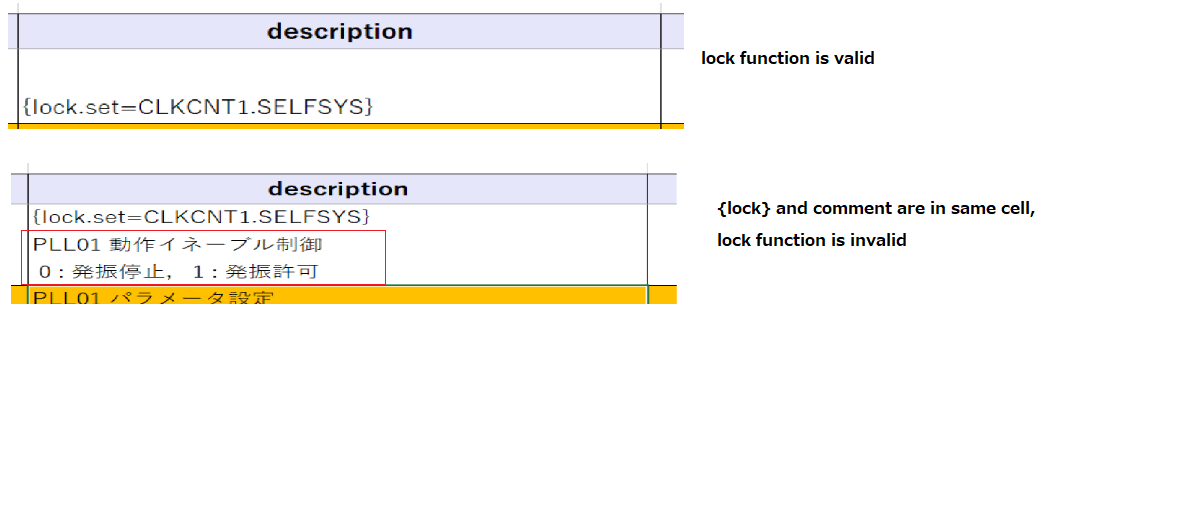 description
lock function is valid
{lock.set=CLKCNT1.SELFSYS}
description
{lock.set=CLKCNT1.SELFSYS}
{lock} and comment are in same cell,
PLL01 動作イネーブル制御
lock function is invalid
0：発振停止， 1：発振許可
PLL01 パラメータ設定